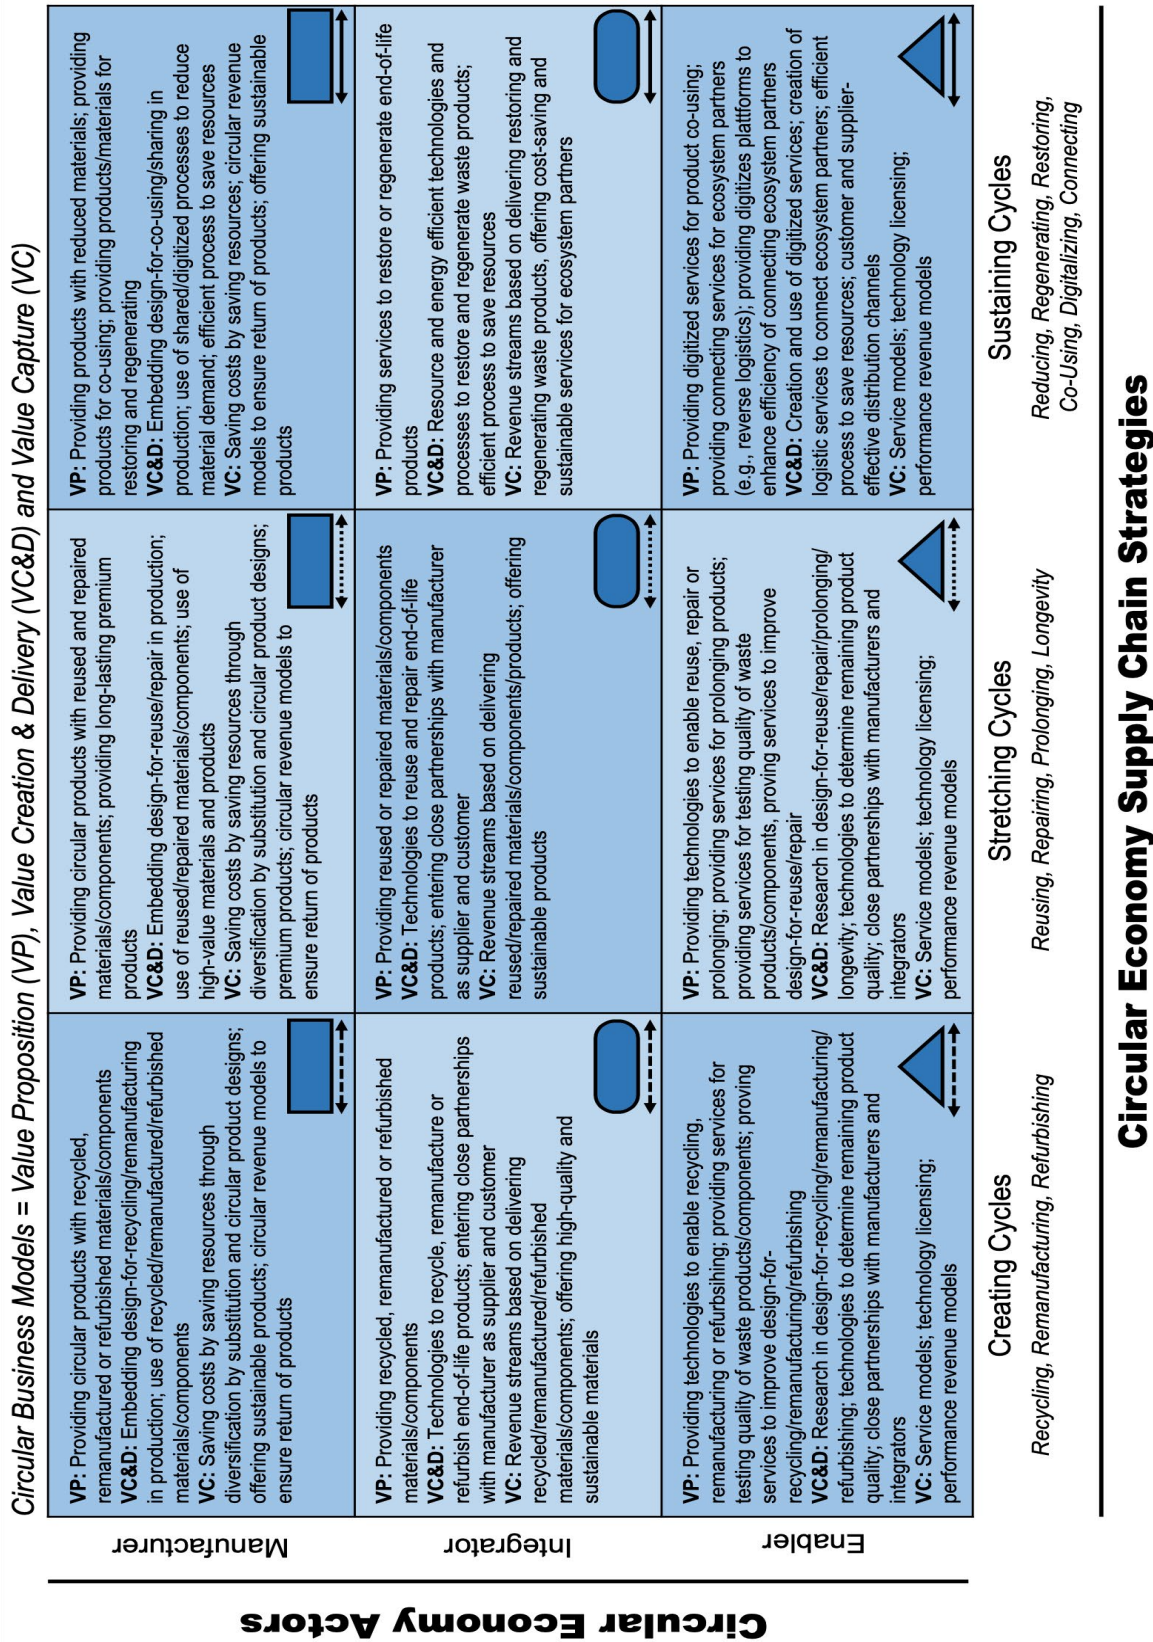 Circular Business Models = Value Proposition (VP), Value Creation & Delivery (VC&D) and Value Capture (VC)
Circular Economy Actors
Manufacturer
VP: Providing circular products with recycled,
remanufactured or refurbished materials/components
VC&D: Embedding design-for-recycling/remanufacturing
in production; use of recycled/remanufactured/refurbished
materials/components
VC: Saving costs by saving resources through
diversification by substitution and circular product designs;
offering sustainable products; circular revenue models to
ensure return of products
VP: Providing circular products with reused and repaired
materials/components; providing long-lasting premium
products
VC&D: Embedding design-for-reuse/repair in production;
use of reused/repaired materials/components; use of
high-value materials and products
VC: Saving costs by saving resources through
diversification by substitution and circular product designs;
premium products; circular revenue models to
ensure return of products
VP: Providing products with reduced materials; providing
products for co-using; providing products/materials for
restoring and regenerating
VC&D: Embedding design-for-co-using/sharing in
production; use of shared/digitized processes to reduce
material demand; efficient process to save resources
VC: Saving costs by saving resources; circular revenue
models to ensure return of products; offering sustainable
products
Integrator
VP: Providing recycled, remanufactured or refurbished
materials/components
VC&D: Technologies to recycle, remanufacture or
refurbish end-of-life products; entering close partnerships
with manufacturer as supplier and customer
VC: Revenue streams based on delivering
recycled/remanufactured/refurbished
materials/components; offering high-quality and
sustainable materials
VP: Providing reused or repaired materials/components
VC&D: Technologies to reuse and repair end-of-life
products; entering close partnerships with manufacturer
as supplier and customer
VC: Revenue streams based on delivering
reused/repaired materials/components/products; offering
sustainable products
VP: Providing services to restore or regenerate end-of-life
products
VC&D: Resource and energy efficient technologies and
processes to restore and regenerate waste products;
efficient process to save resources
VC: Revenue streams based on delivering restoring and
regenerating waste products, offering cost-saving and
sustainable services for ecosystem partners
Enabler
VP: Providing technologies to enable recycling,
remanufacturing or refurbsihing; providing services for
testing quality of waste products/components; proving
services to improve design-for-
recycling/remanufacturing/refurbishing
VC&D: Research in design-for-recycling/remanufacturing/
refurbishing; technologies to determine remaining product
quality; close partnerships with manufacturers and
integrators
VC: Service models; technology licensing;
performance revenue models
VP: Providing technologies to enable reuse, repair or
prolonging; providing services for prolonging products;
providing services for testing quality of waste
products/components, proving services to improve
design-for-reuse/repair
VC&D: Research in design-for-reuse/repair/prolonging/
longevity; technologies to determine remaining product
quality; close partnerships with manufacturers and
integrators
VC: Service models; technology licensing;
performance revenue models
VP: Providing digitized services for product co-using;
providing connecting services for ecosystem partners
(e.g., reverse logistics); providing digitizes plattforms to
enhance efficiency of connecting ecosystem partners
VC&D: Creation and use of digitized services; creation of
logistic services to connect ecosystem partners; efficient
process to save resources; customer and supplier-
effective distribution channels
VC: Service models; technology licensing;
performance revenue models
Creating Cycles
Recycling, Remanufacturing, Refurbishing
Stretching Cycles
Reusing, Repairing, Prolonging, Longevity
Sustaining Cycles
Reducing, Regenerating, Restoring,
Co-Using, Digitalizing, Connecting
Circular Economy Supply Chain Strategies